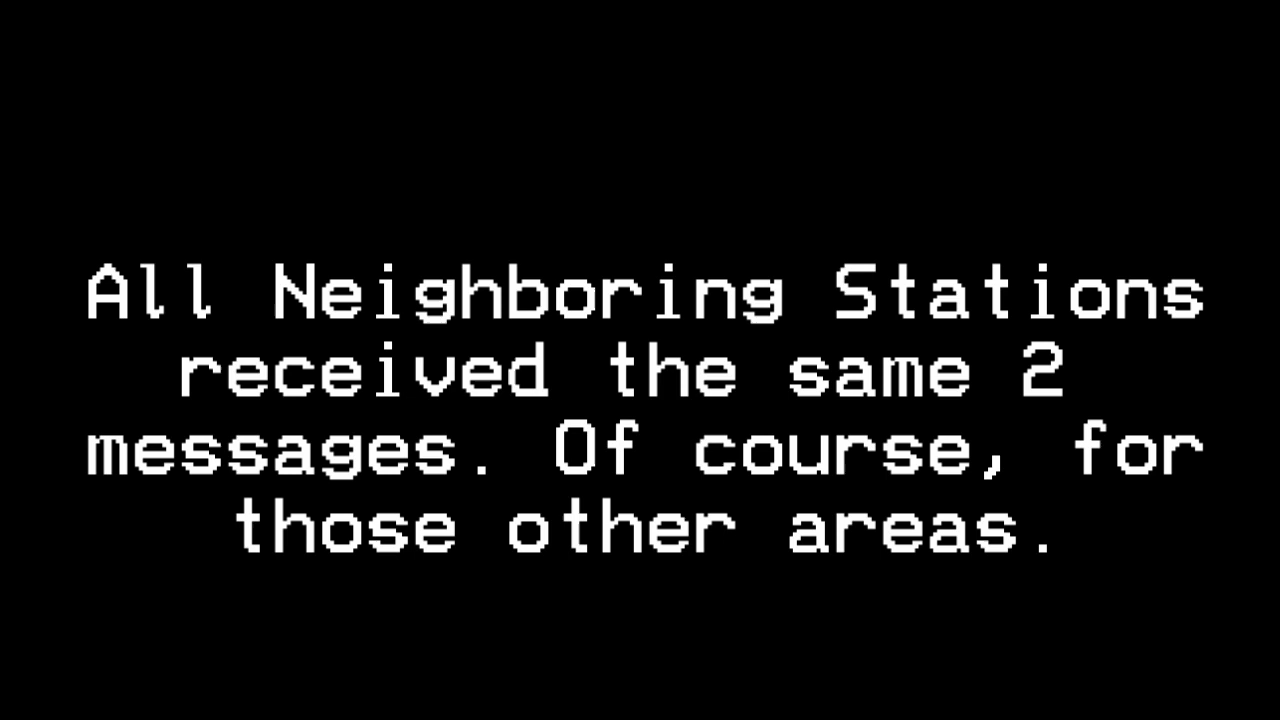 All Neighboring Stations
received the same 2
messages. Of course, for
those other areas.